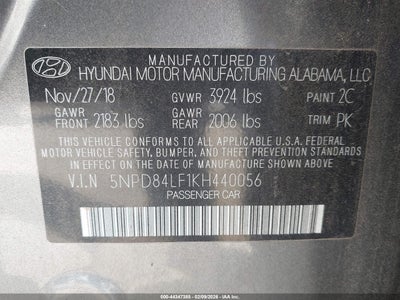 MANUFACTURED BY
HYUNDAI MOTOR MANUFACTURING ALABAMA, LLC
Nov/27/18 GVWR 3924 lbs PAINT 2C
GAWR FRONT 2183 lbs GAWR REAR 2006 lbs TRIM PK
THIS VEHICLE CONFORMS TO ALL APPLICABLE U.S.
FEDERAL MOTOR VEHICLE SAFETY, BUMPER,
AND THEFT PREVENTION STANDARDS IN EFFECT
ON THE DATE OF MANUFACTURE SHOWN ABOVE.
V.I.N 5NPD84LF1KH440056
PASSENGER CAR